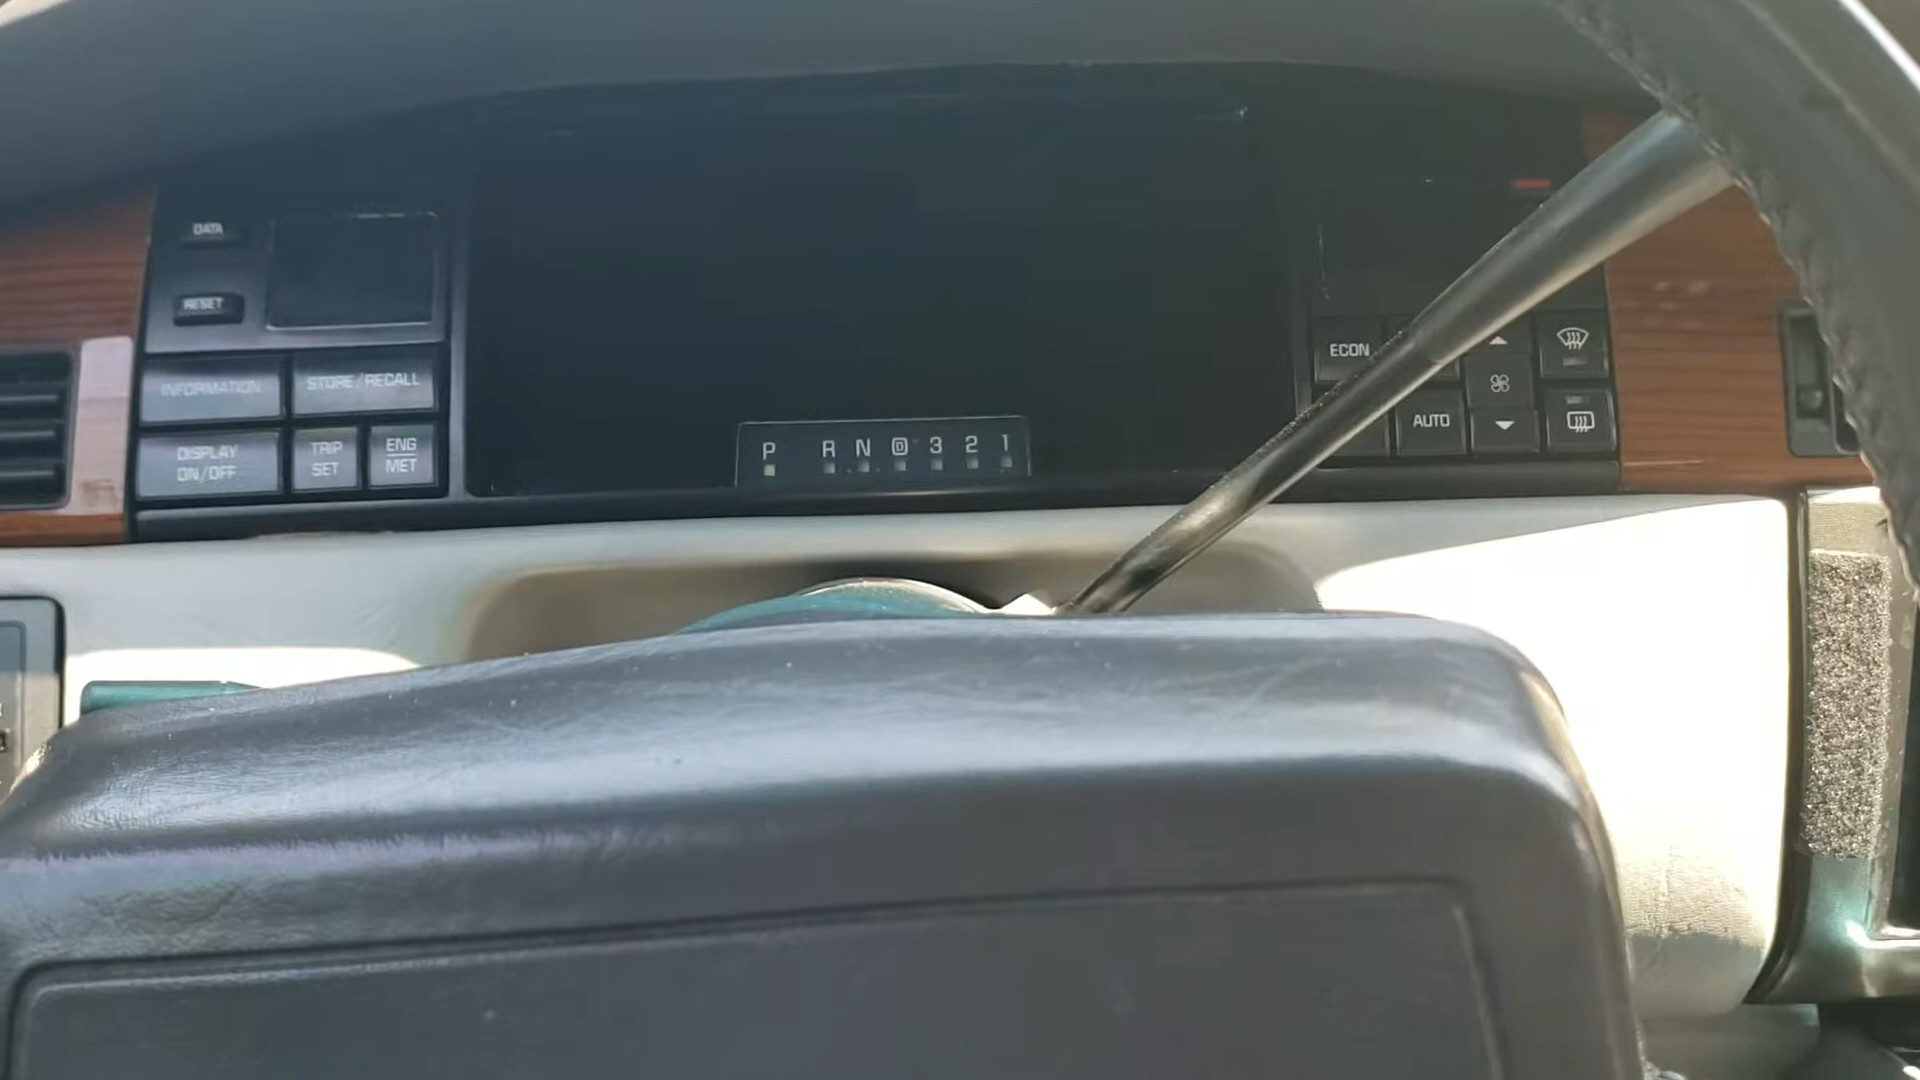 DATA
RESET
INFORMATION
STORE/RECALL
DISPLAY
ON/OFF
TRIP
SET
ENG
MET
P R N D 3 2 1
ECON
AUTO